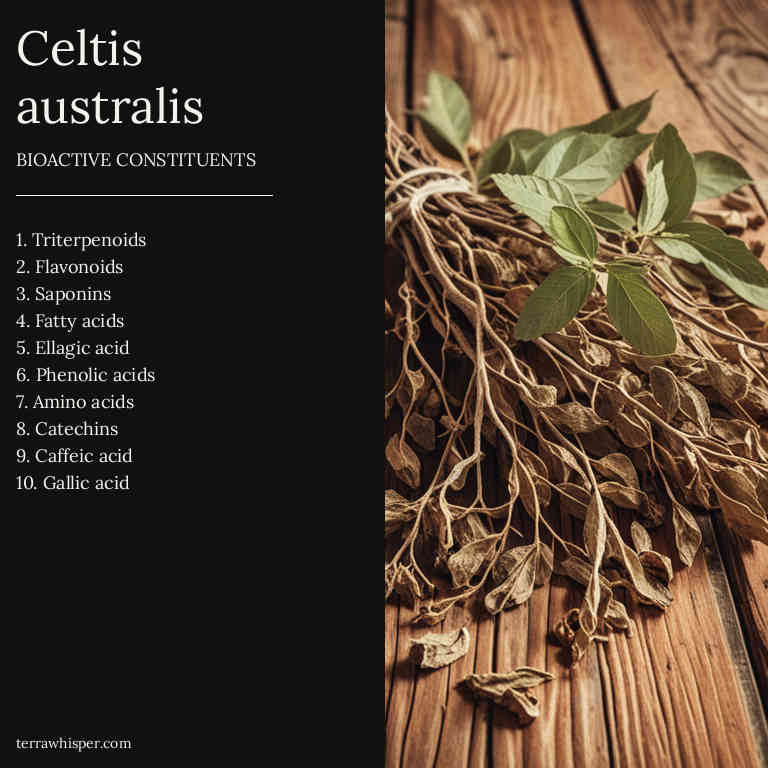 Celtis
australis
BIOACTIVE CONSTITUENTS
1. Triterpenoids
2. Flavonoids
3. Saponins
4. Fatty acids
5. Ellagic acid
6. Phenolic acids
7. Amino acids
8. Catechins
9. Caffeic acid
10. Gallic acid
terrawhisper.com